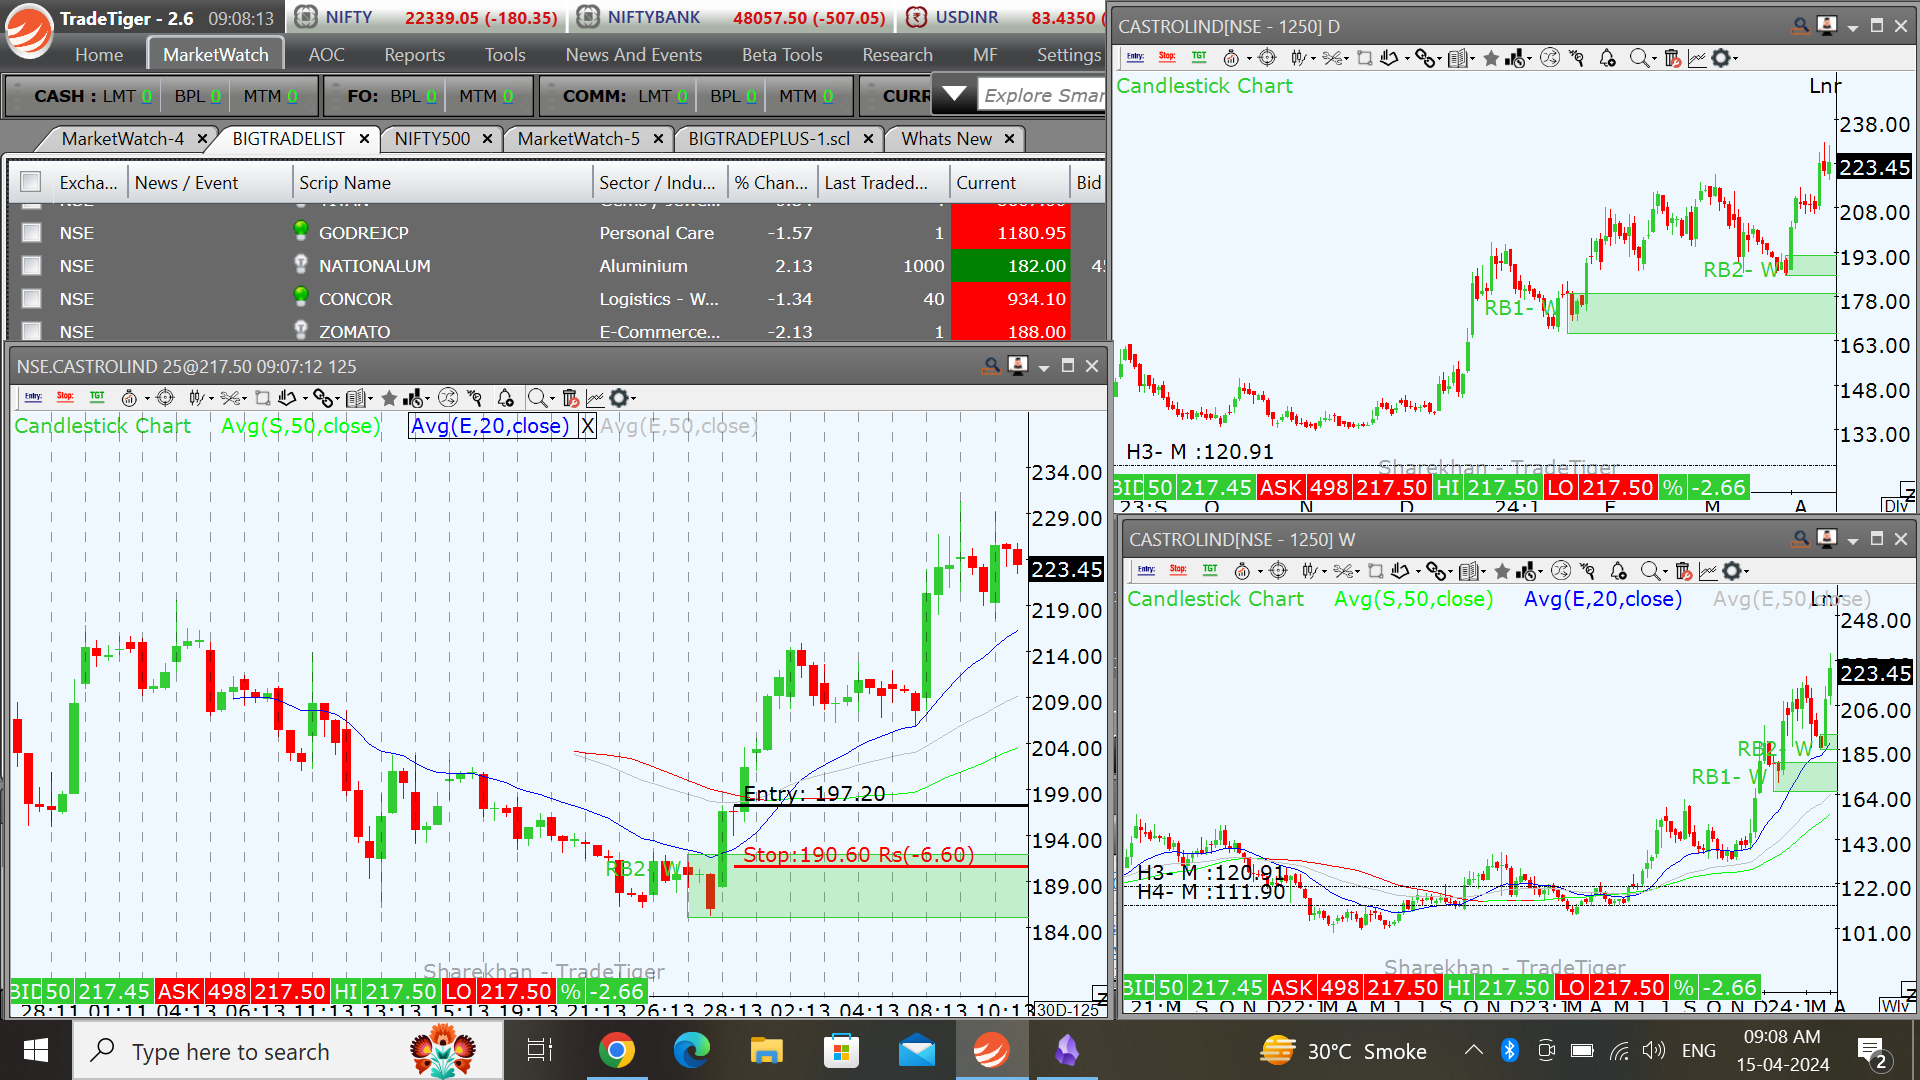 TradeTiger - 2.6 09:08:13
NIFTY 22339.05 (-180.35)
NIFTYBANK 48057.50 (-507.05)
USDINR 83.4350 (
Home MarketWatch AOC Reports Tools News And Events Beta Tools Research MF Settings
CASH : LMT 0 BPL 0 MTM 0
FO: BPL 0 MTM 0
COMM: LMT 0 BPL 0 MTM 0
CURR
Explore Smar
MarketWatch-4 × BIGTRADELIST × NIFTY500 × MarketWatch-5 × BIGTRADEPLUS-1.scl × Whats New ×
Excha... News / Event Scrip Name Sector / Indu... % Chan... Last Traded... Current Bid
NSE GODREJCP Personal Care -1.57 1 1180.95
NSE NATIONALUM Aluminium 2.13 1000 182.00 45
NSE CONCOR Logistics - W... -1.34 40 934.10
NSE ZOMATO E-Commerce... -2.13 1 188.00
NSE.CASTROLIND 25@217.50 09:07:12 125
Entry: Stop: TGT
Candlestick Chart Avg(S,50,close) Avg(E,20,close) X Avg(E,50,close)
234.00
229.00
223.45
219.00
214.00
209.00
204.00
199.00
194.00
189.00
184.00
Entry: 197.20
Stop:190.60 Rs(-6.60)
RB2- W
Sharekhan - TradeTiger
BID 50 217.45 ASK 498 217.50 HI 217.50 LO 217.50 % -2.66
28:11 01:11 04:13 06:13 11:13 13:13 15:13 19:13 21:13 26:13 28:13 02:13 04:13 08:13 10:13 30D-125
CASTROLIND[NSE - 1250] D
Entry: Stop: TGT
Candlestick Chart
Lnr
238.00
223.45
208.00
193.00
178.00
163.00
148.00
133.00
RB2- W
RB1- W
H3- M :120.91
Sharekhan - TradeTiger
BID 50 217.45 ASK 498 217.50 HI 217.50 LO 217.50 % -2.66
23:S O N D 24:J F M A Dly
CASTROLIND[NSE - 1250] W
Entry: Stop: TGT
Candlestick Chart Avg(S,50,close) Avg(E,20,close) Avg(E,50,close)
Lnr
248.00
223.45
206.00
185.00
164.00
143.00
122.00
101.00
RB2- W
RB1- W
H3- M :120.91
H4- M :111.90
Sharekhan - TradeTiger
BID 50 217.45 ASK 498 217.50 HI 217.50 LO 217.50 % -2.66
Wly
Type here to search
30°C Smoke
ENG
09:08 AM
15-04-2024
2